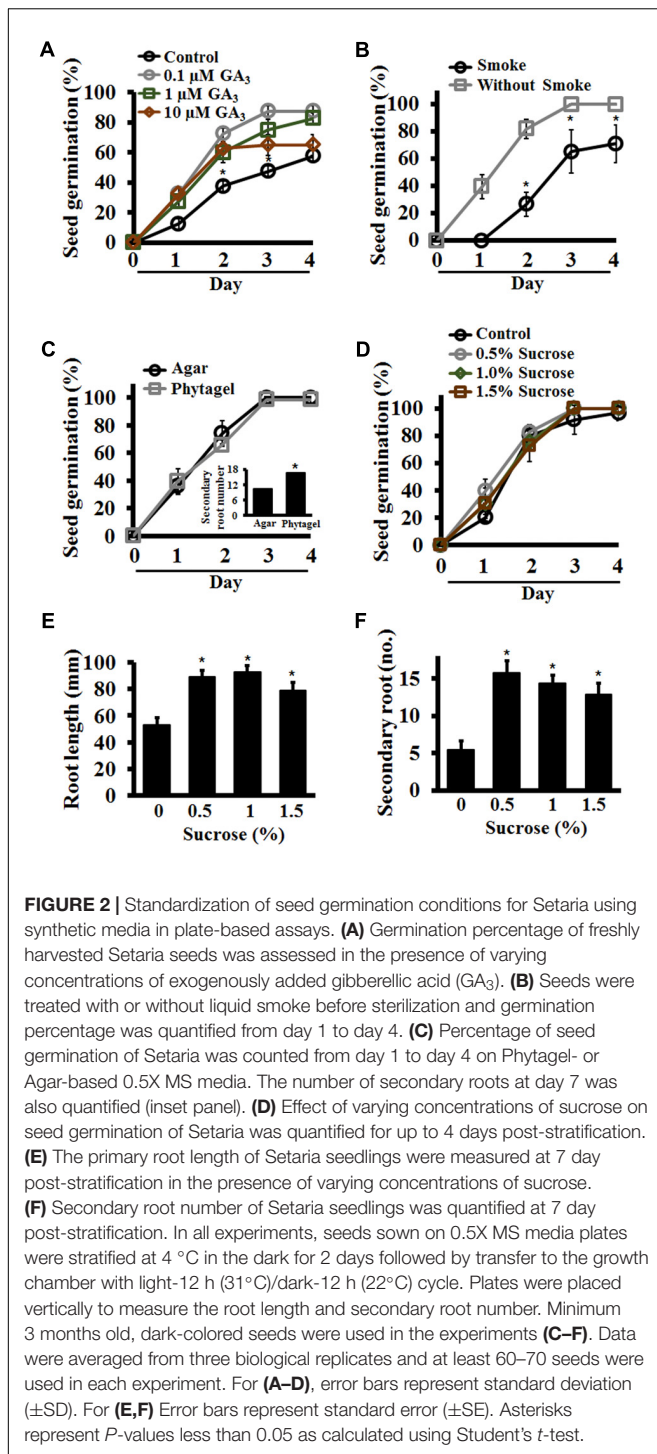 A
Control
0.1 µM GA₃
1 µM GA₃
10 µM GA₃
Seed germination (%)
100
80
60
40
20
0
*
*
0 1 2 3 4
Day
B
Smoke
Without Smoke
Seed germination (%)
100
80
60
40
20
0
*
*
*
0 1 2 3 4
Day
C
Agar
Phytagel
Seed germination (%)
100
80
60
40
20
0
Secondary
root number
18
12
6
0
*
Agar Phytagel
0 1 2 3 4
Day
D
Control
0.5% Sucrose
1.0% Sucrose
1.5% Sucrose
Seed germination (%)
100
80
60
40
20
0
0 1 2 3 4
Day
E
Root length (mm)
100
80
60
40
20
0
* * *
0 0.5 1 1.5
Sucrose (%)
F
Secondary root (no.)
15
10
5
0
* * *
0 0.5 1 1.5
Sucrose (%)
FIGURE 2 | Standardization of seed germination conditions for Setaria using
synthetic media in plate-based assays. (A) Germination percentage of freshly
harvested Setaria seeds was assessed in the presence of varying
concentrations of exogenously added gibberellic acid (GA₃). (B) Seeds were
treated with or without liquid smoke before sterilization and germination
percentage was quantified from day 1 to day 4. (C) Percentage of seed
germination of Setaria was counted from day 1 to day 4 on Phytagel- or
Agar-based 0.5X MS media. The number of secondary roots at day 7 was
also quantified (inset panel). (D) Effect of varying concentrations of sucrose on
seed germination of Setaria was quantified for up to 4 days post-stratification.
(E) The primary root length of Setaria seedlings were measured at 7 day
post-stratification in the presence of varying concentrations of sucrose.
(F) Secondary root number of Setaria seedlings was quantified at 7 day
post-stratification. In all experiments, seeds sown on 0.5X MS media plates
were stratified at 4 °C in the dark for 2 days followed by transfer to the growth
chamber with light-12 h (31°C)/dark-12 h (22°C) cycle. Plates were placed
vertically to measure the root length and secondary root number. Minimum
3 months old, dark-colored seeds were used in the experiments (C–F). Data
were averaged from three biological replicates and at least 60–70 seeds were
used in each experiment. For (A–D), error bars represent standard deviation
(±SD). For (E,F) Error bars represent standard error (±SE). Asterisks
represent P-values less than 0.05 as calculated using Student's t-test.